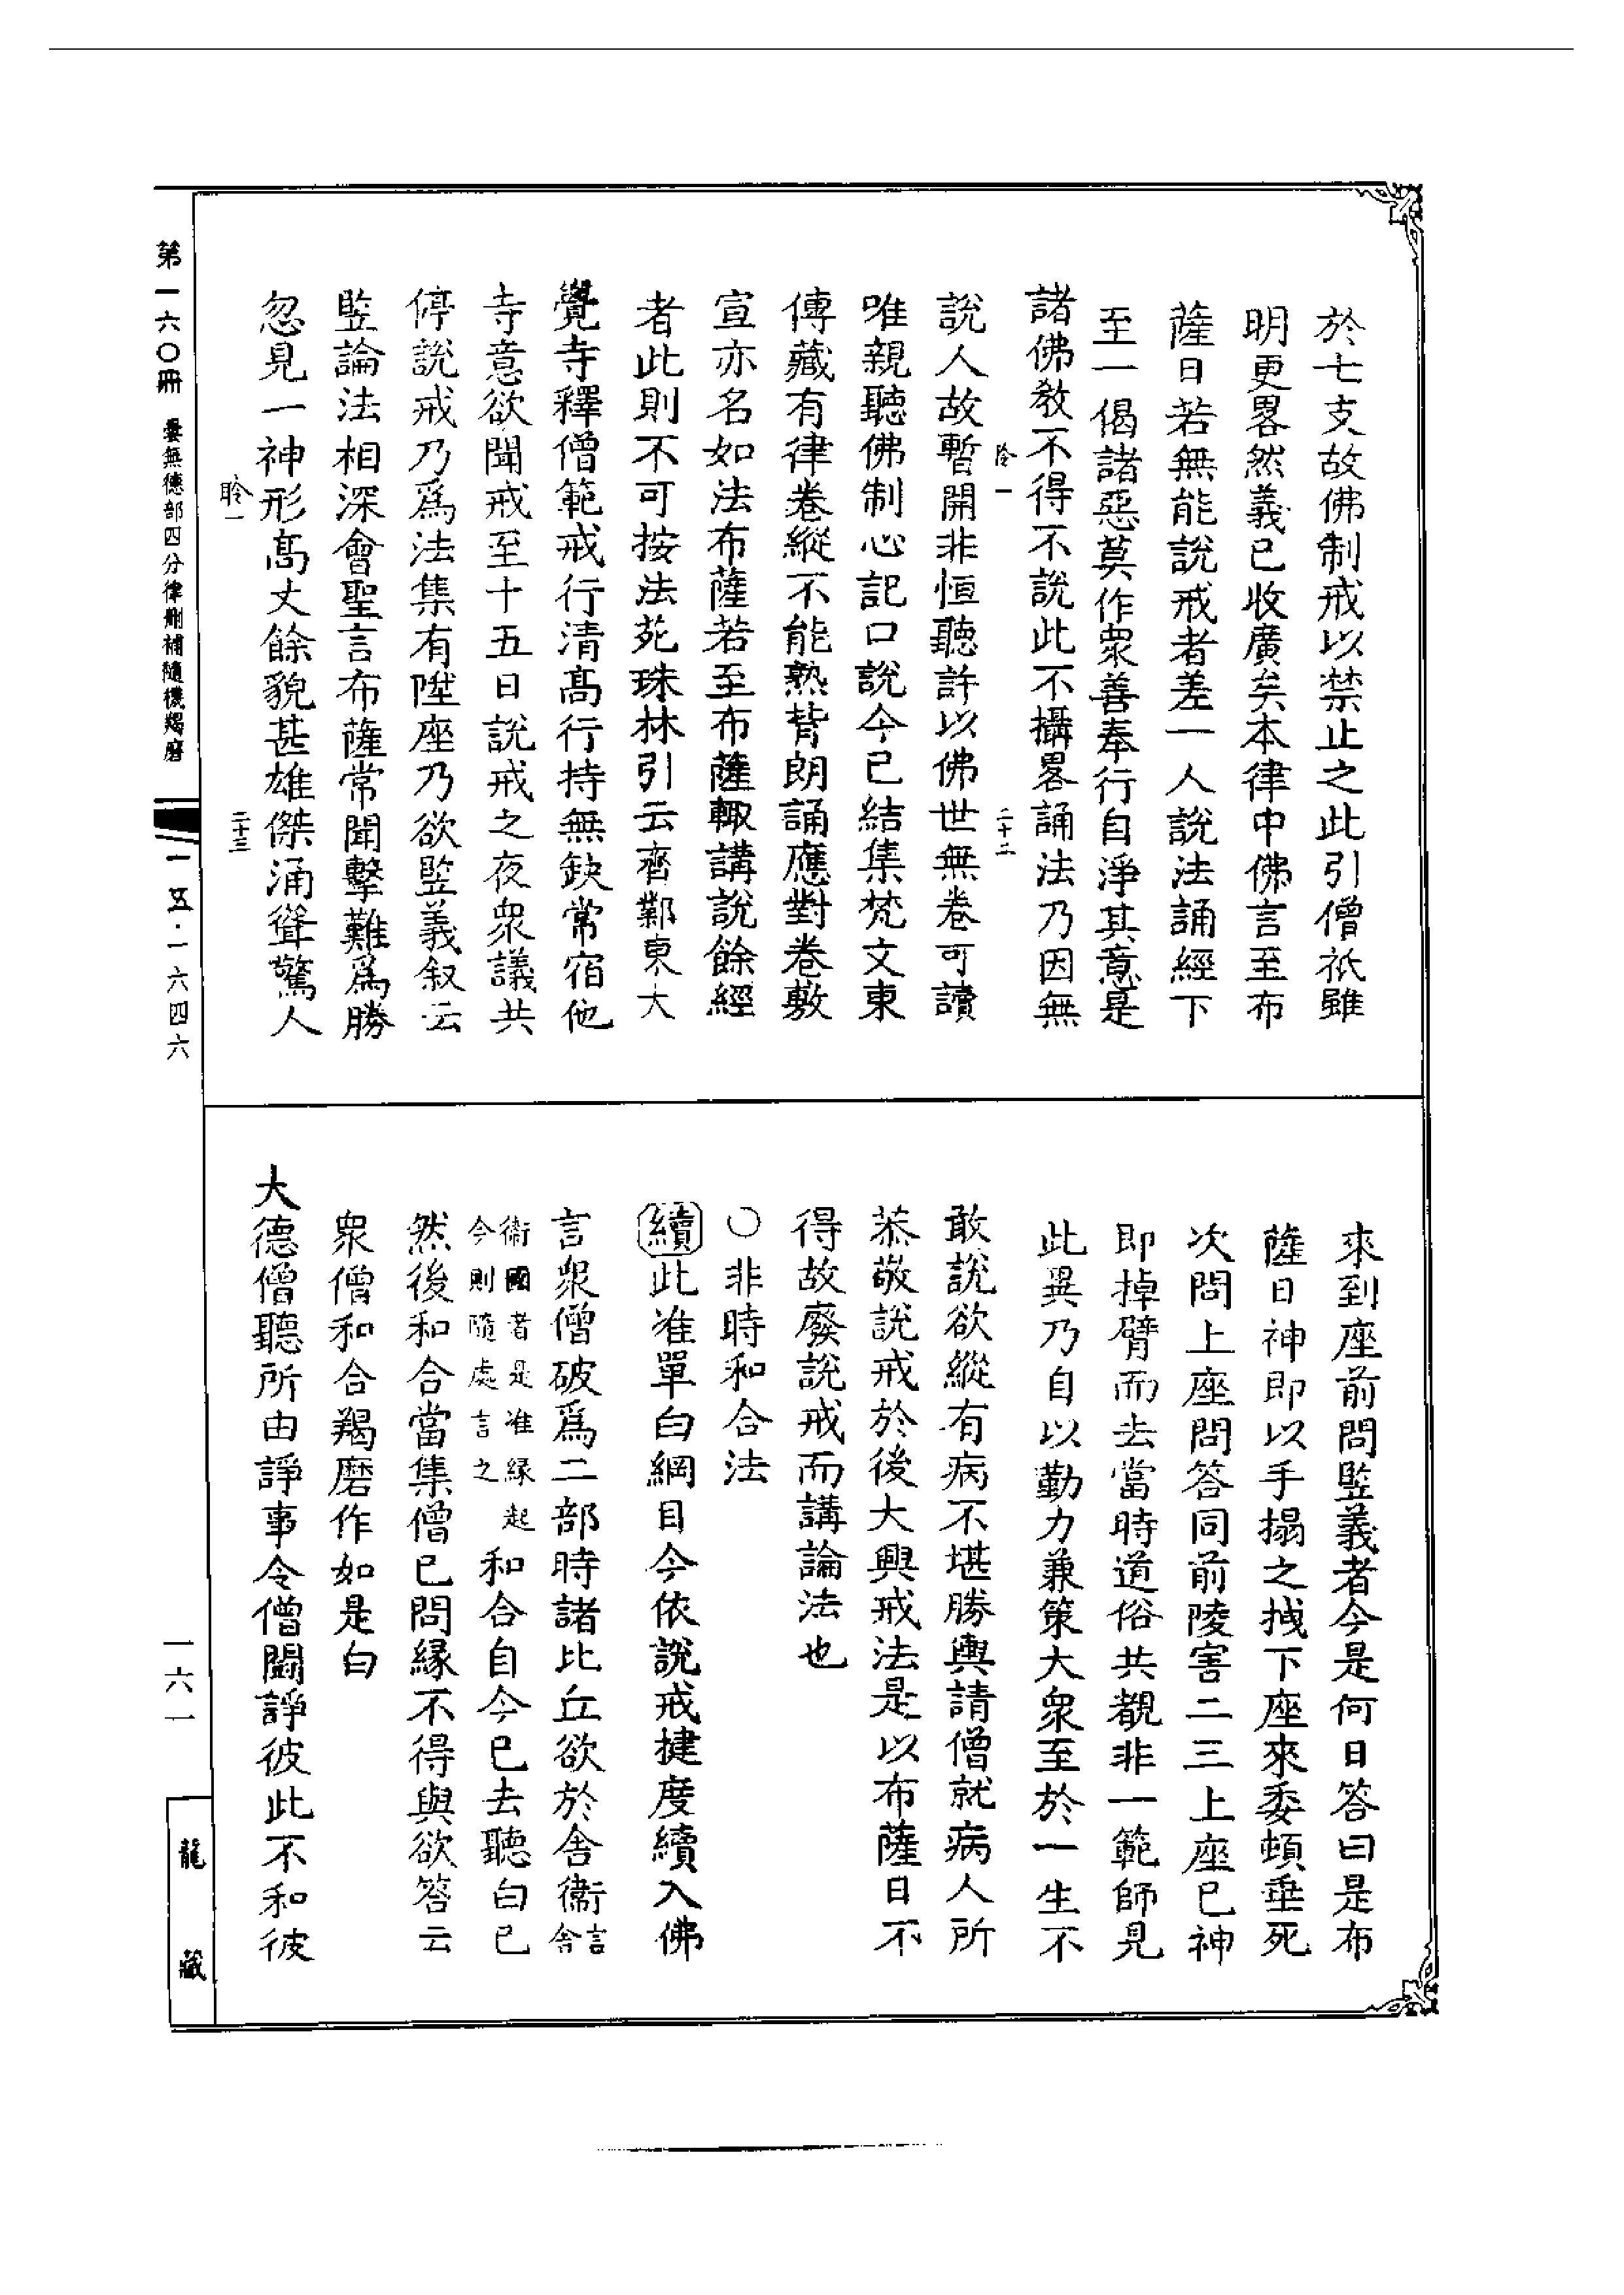 於七支故佛制戒以禁止之此引僧祇雖
明更畧然義已收廣矣本律中佛言至布
薩日若無能說戒者差一人說法誦經下
至一偈諸惡莫作衆善奉行自淨其意是
諸佛教不得不說此不攝畧誦法乃因無
說人故暫開非恒聽許以佛世無卷可讀
唯親聽佛制心記口說今已結集梵文東
傳藏有律卷縱不能熟背朗誦應對卷敷
宣亦名如法布薩若至布薩輙講說餘經
者此則不可按法苑珠林引云齊鄴東大
覺寺釋僧範戒行清高行持無缺常宿他
寺意欲聞戒至十五日說戒之夜衆議共
停說戒乃爲法集有陞座乃欲竪義叙云
竪論法相深會聖言布薩常聞擊難爲勝
忽見一神形高丈餘貌甚雄傑涌聳驚人
聆一
二十三
第一六〇冊 曇無德部四分律刪補隨機羯磨
一五·一六四六
來到座前問竪義者今是何日答曰是布
薩日神即以手搨之拽下座來委頓垂死
次問上座問答同前陵害二三上座已神
即掉臂而去當時道俗共覩非一範師見
此異乃自以勤力兼策大衆至於一生不
敢說欲縱有病不堪勝輿請僧就病人所
恭敬說戒於後大興戒法是以布薩日不
得故廢說戒而講論法也
〇非時和合法
續此准單白綱目今依說戒揵度續入佛
言衆僧破爲二部時諸比丘欲於舍衛言舍
衛國者是准緣起今則隨處言之和合自今已去聽白已
然後和合當集僧已問緣不得與欲答云
衆僧和合羯磨作如是白
大德僧聽所由諍事令僧鬪諍彼此不和彼
一六一
龍藏